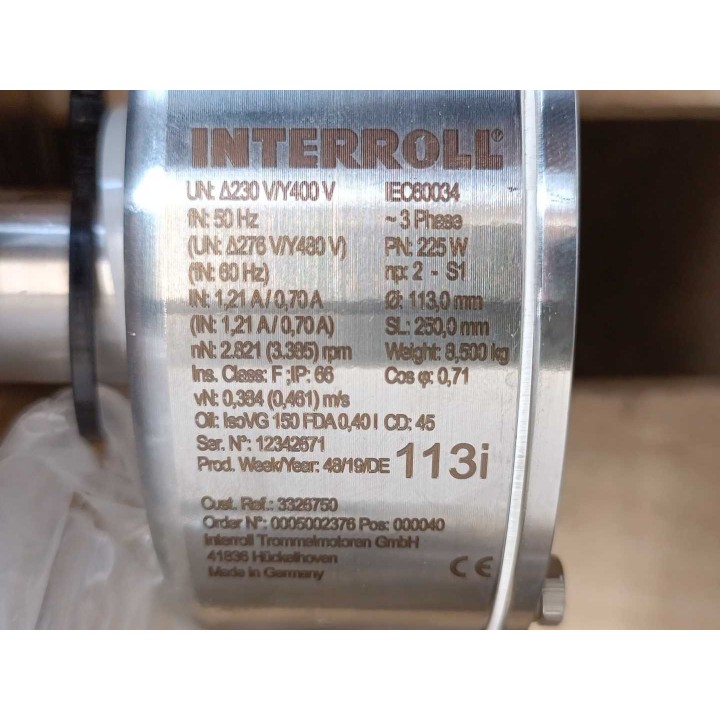 INTERROLL®
UN: Δ230 V/Y400 V IEC60034
fN: 50 Hz ~ 3 Phase
(UN: Δ276 V/Y480 V) PN: 225 W
(fN: 60 Hz) np: 2 - S1
IN: 1,21 A / 0,70 A Ø: 113,0 mm
(IN: 1,21 A / 0,70 A) SL: 250,0 mm
nN: 2.821 (3.385) rpm Weight: 8,500 kg
Ins. Class: F ;IP: 66 Cos φ: 0,71
vN: 0,384 (0,461) m/s
Oil: IsoVG 150 FDA 0,40 l CD: 45
Ser. N°: 12342671
Prod. Week/Year: 48/19/DE 113i
Cust. Ref.: 3326750
Order N°: 0005002376 Pos: 000040
Interroll Trommelmotoren GmbH
41836 Hückelhoven
Made in Germany CE